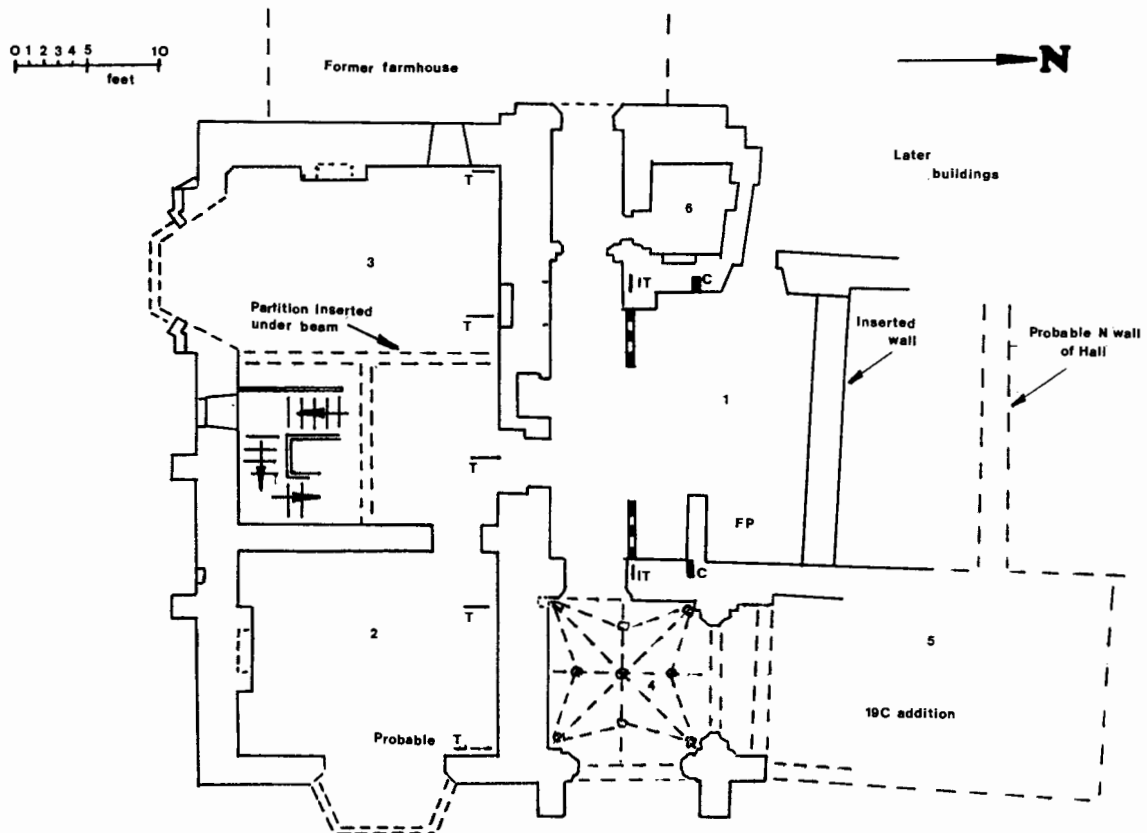 0 1 2 3 4 5 10
feet
Former farmhouse
N
Later
buildings
T
6
3
IT
C
Partition Inserted
under beam
T
Inserted
wall
Probable N wall
of Hall
1
T
FP
IT
C
T
2
4
5
19C addition
Probable
T